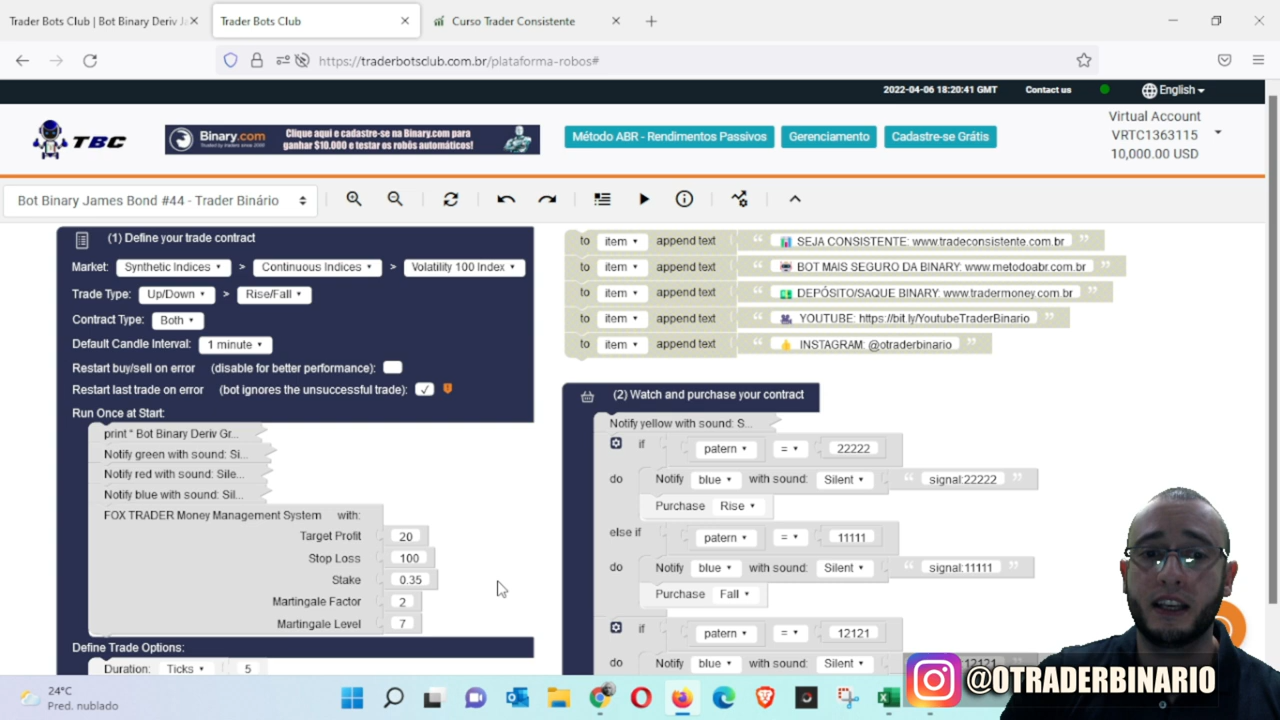 Trader Bots Club | Bot Binary Deriv
Trader Bots Club
Curso Trader Consistente
https://traderbotsclub.com.br/plataforma-robos#
2022-04-06 18:20:41 GMT
Contact us
English
TBC
Binary.com
Trusted by traders since 2000
Clique aqui e cadastre-se na Binary.com para
ganhar $10.000 e testar os robôs automáticos!
Método ABR - Rendimentos Passivos
Gerenciamento
Cadastre-se Grátis
Virtual Account
VRTC1363115
10,000.00 USD
Bot Binary James Bond #44 - Trader Binário
(1) Define your trade contract
Market: Synthetic Indices > Continuous Indices > Volatility 100 Index
Trade Type: Up/Down > Rise/Fall
Contract Type: Both
Default Candle Interval: 1 minute
Restart buy/sell on error (disable for better performance):
Restart last trade on error (bot ignores the unsuccessful trade): ✓
Run Once at Start:
print " Bot Binary Deriv Gr...
Notify green with sound: Si...
Notify red with sound: Sile...
Notify blue with sound: Sil...
FOX TRADER Money Management System with:
Target Profit 20
Stop Loss 100
Stake 0.35
Martingale Factor 2
Martingale Level 7
Define Trade Options:
Duration: Ticks 5
to item append text “ 📊 SEJA CONSISTENTE: www.tradeconsistente.com.br ”
to item append text “ BOT MAIS SEGURO DA BINARY: www.metodoabr.com.br ”
to item append text “ 💵 DEPÓSITO/SAQUE BINARY: www.tradermoney.com.br ”
to item append text “ 🎥 YOUTUBE: https://bit.ly/YoutubeTraderBinario ”
to item append text “ 👍 INSTAGRAM: @otraderbinario ”
(2) Watch and purchase your contract
Notify yellow with sound: S...
if patern = 22222
do Notify blue with sound: Silent “ signal:22222 ”
Purchase Rise
else if patern = 11111
do Notify blue with sound: Silent “ signal:11111 ”
Purchase Fall
if patern = 12121
do Notify blue with sound: Silent
@OTRADERBINARIO
24°C
Pred. nublado